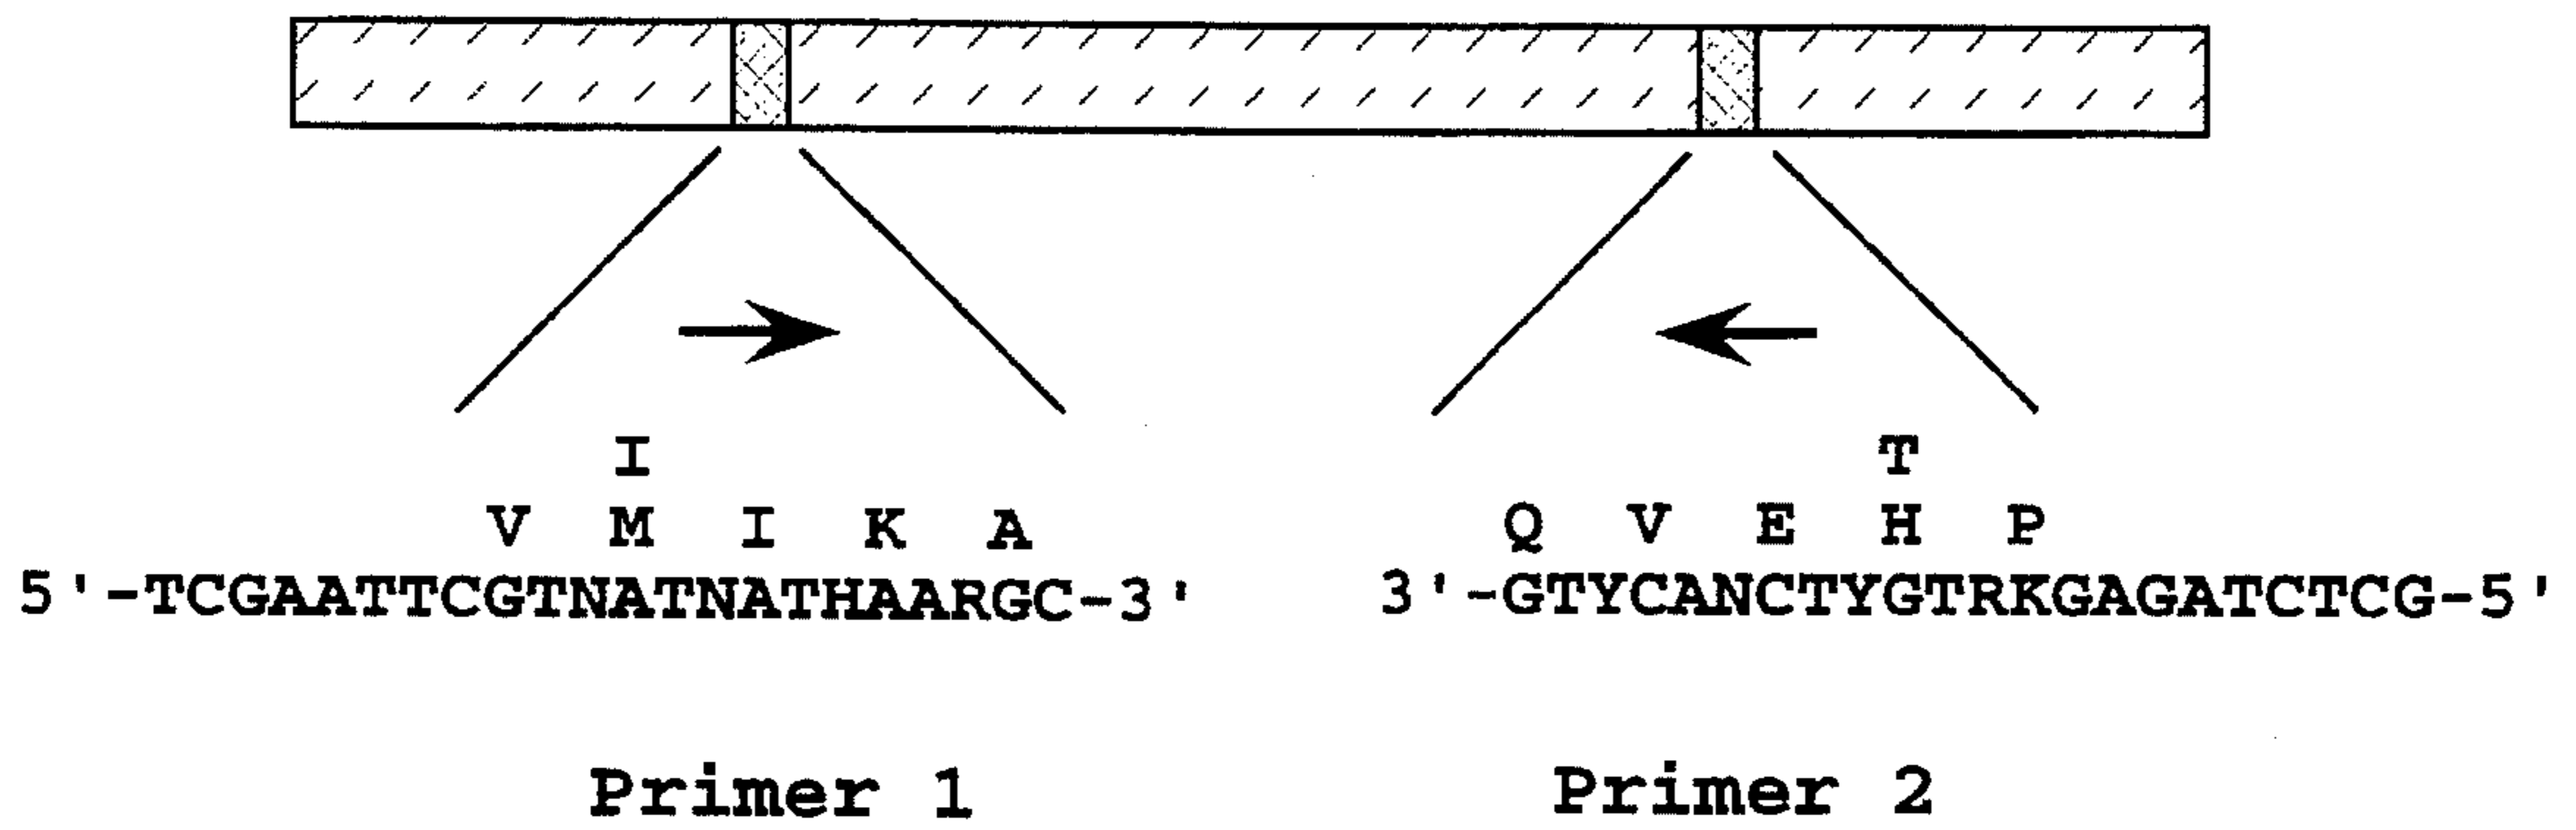 I T
V M I K A Q V E H P
5'-TCGAATTCGTNATNATHAARGC-3' 3'-GTYCANCTYGTRKGAGATCTCG-5'
Primer 1 Primer 2